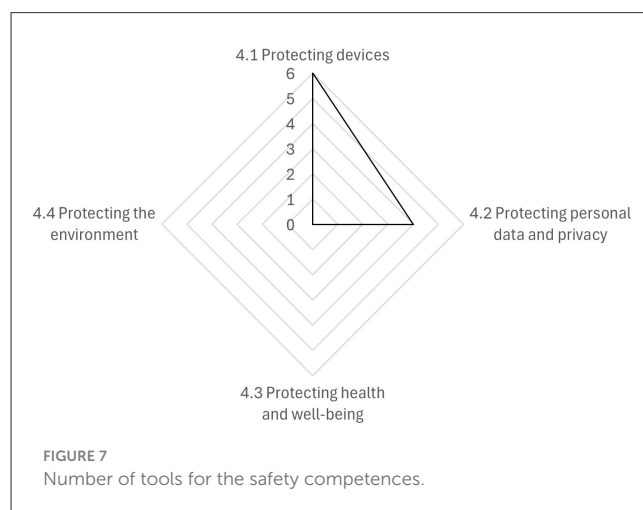 4.1 Protecting devices
6
5
4
3
2
1
0
4.4 Protecting the
environment
4.2 Protecting personal
data and privacy
4.3 Protecting health
and well-being
FIGURE 7
Number of tools for the safety competences.